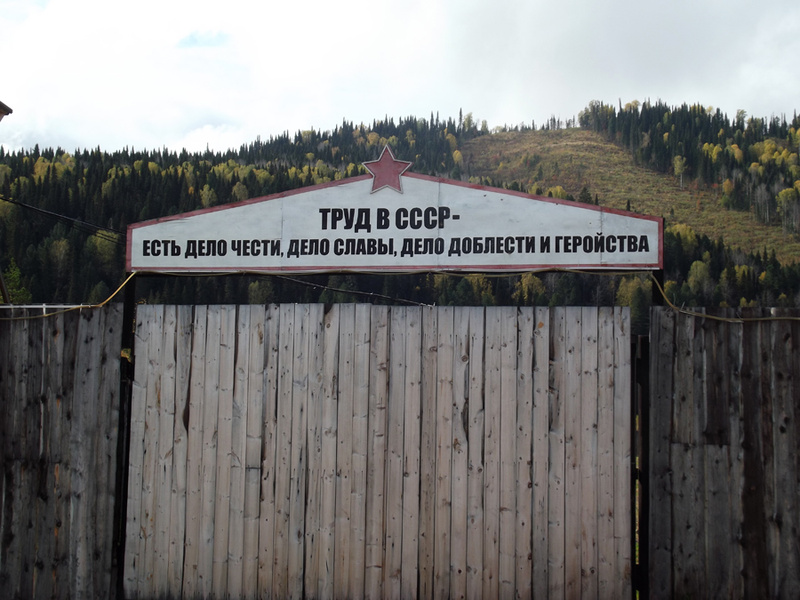 ТРУД В СССР-
ЕСТЬ ДЕЛО ЧЕСТИ, ДЕЛО СЛАВЫ, ДЕЛО ДОБЛЕСТИ И ГЕРОЙСТВА